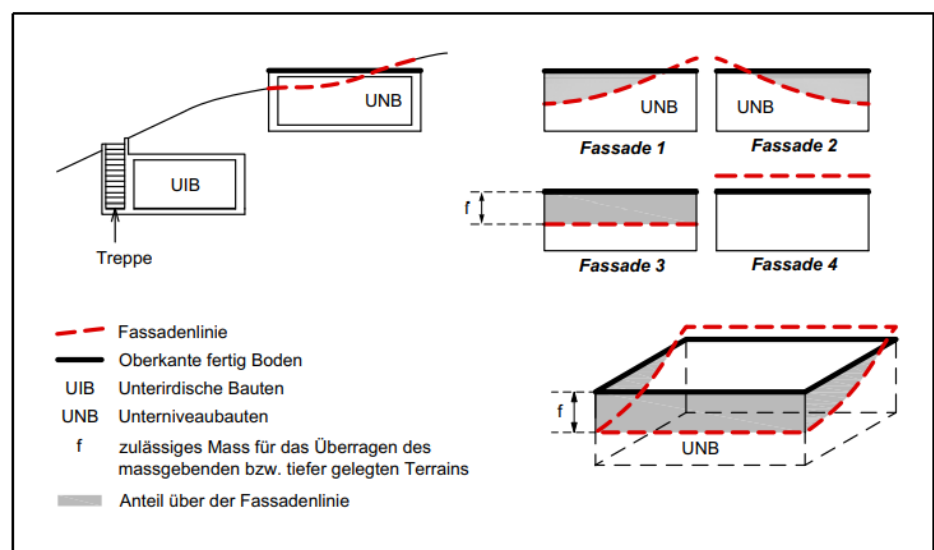 UNB
UIB
Treppe
UNB
Fassade 1
UNB
Fassade 2
f
Fassade 3
Fassade 4
Fassadenlinie
Oberkante fertig Boden
UIB Unterirdische Bauten
UNB Unterniveaubauten
f zulässiges Mass für das Überragen des
massgebenden bzw. tiefer gelegten Terrains
Anteil über der Fassadenlinie
f
UNB